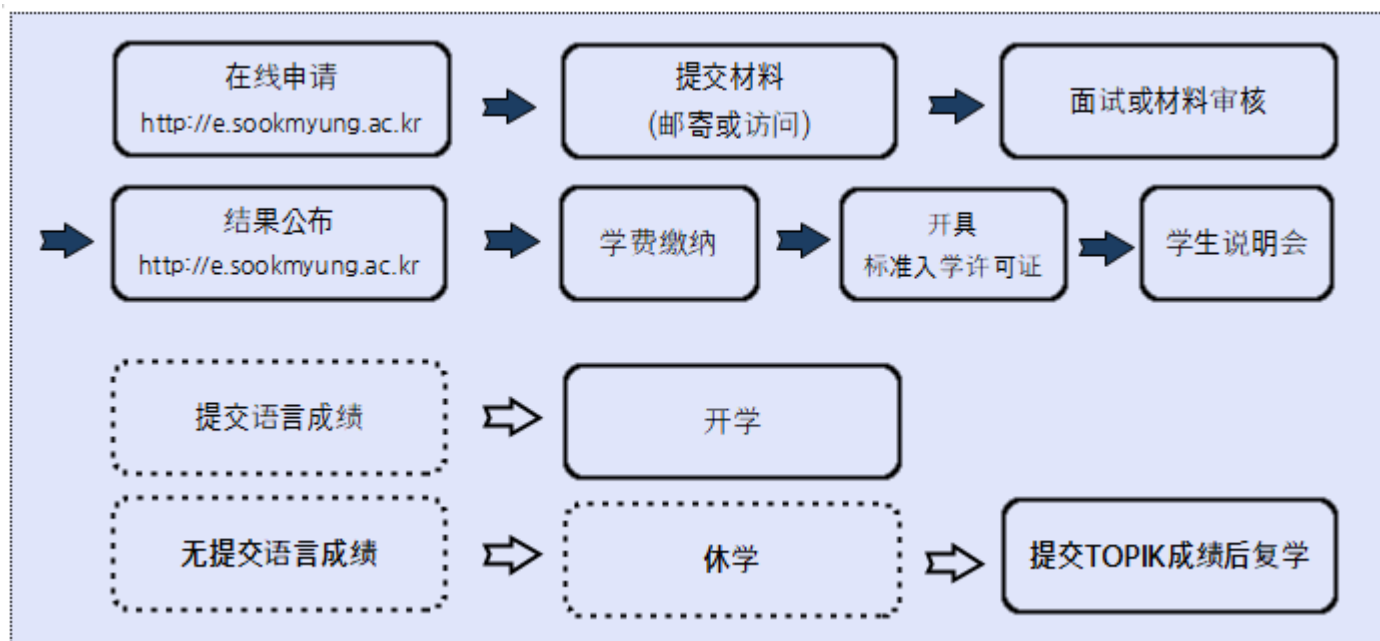 在线申请
http://e.sookmyung.ac.kr
提交材料
(邮寄或访问)
面试或材料审核
结果公布
http://e.sookmyung.ac.kr
学费缴纳
开具
标准入学许可证
学生说明会
提交语言成绩
开学
无提交语言成绩
休学
提交TOPIK成绩后复学